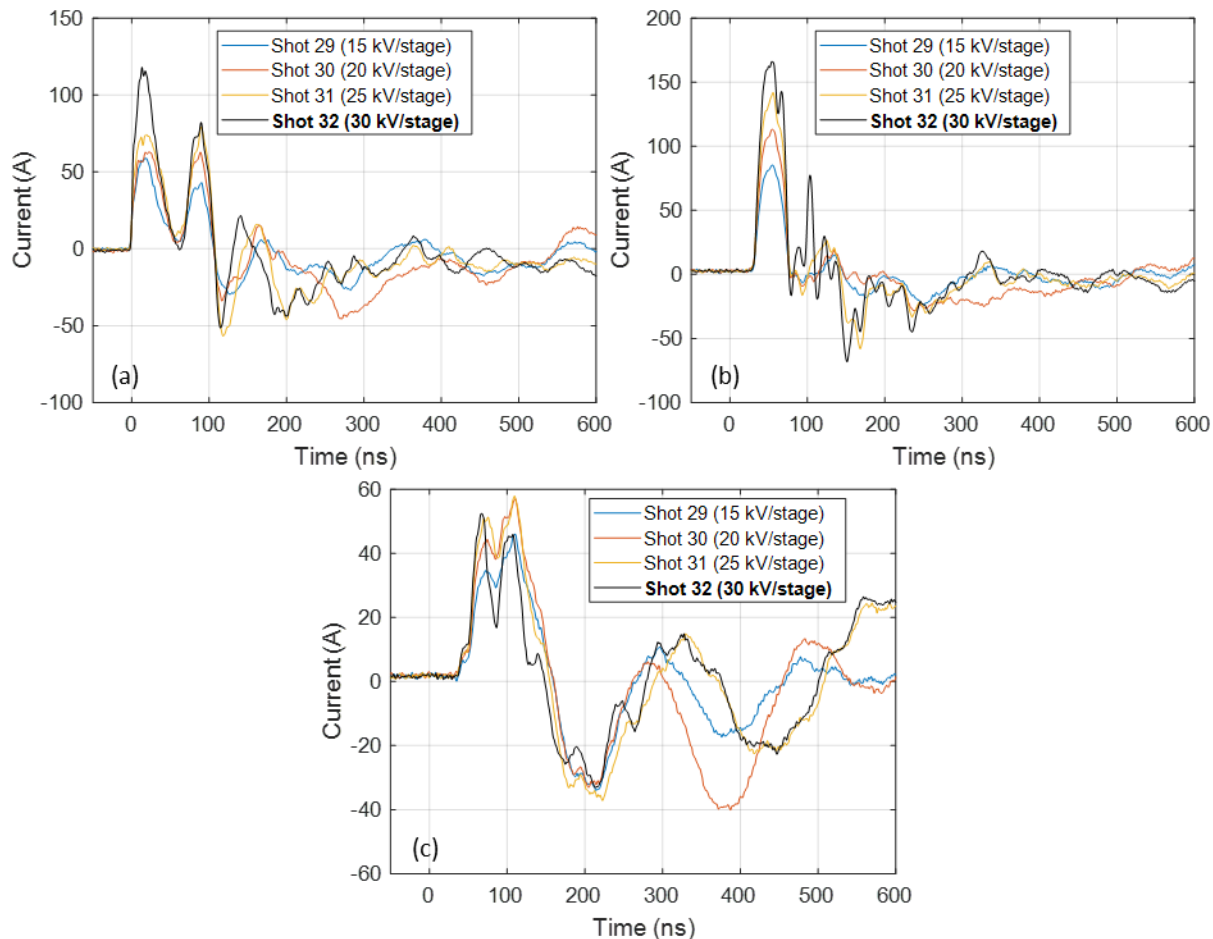 150
100
50
0
-50
-100
Current (A)
Shot 29 (15 kV/stage)
Shot 30 (20 kV/stage)
Shot 31 (25 kV/stage)
Shot 32 (30 kV/stage)
(a)
0 100 200 300 400 500 600
Time (ns)
200
150
100
50
0
-50
-100
Current (A)
Shot 29 (15 kV/stage)
Shot 30 (20 kV/stage)
Shot 31 (25 kV/stage)
Shot 32 (30 kV/stage)
(b)
0 100 200 300 400 500 600
Time (ns)
60
40
20
0
-20
-40
-60
Current (A)
Shot 29 (15 kV/stage)
Shot 30 (20 kV/stage)
Shot 31 (25 kV/stage)
Shot 32 (30 kV/stage)
(c)
0 100 200 300 400 500 600
Time (ns)